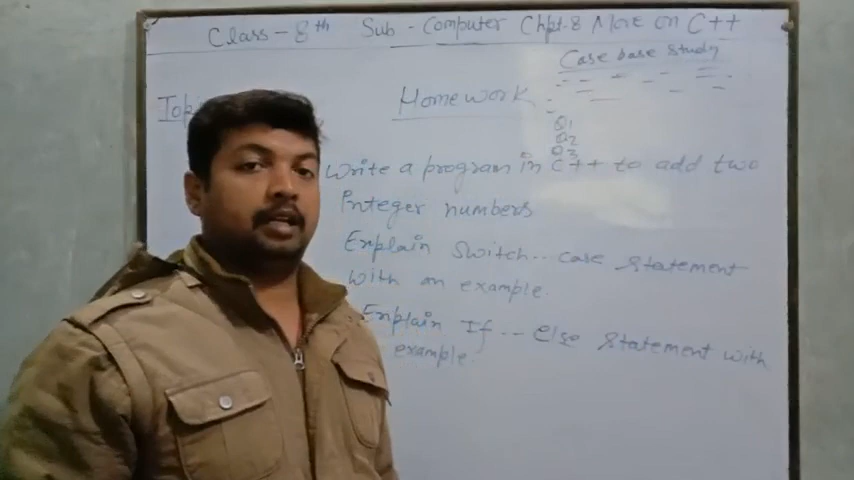 Class - 8th Sub - Computer Chpt-8 More on C++
Case base study
Homework
Q1
Q2
Q3
Write a program in C++ to add two
Integer numbers
Explain Switch... case statement
with an example.
Explain If ... Else Statement with
example.